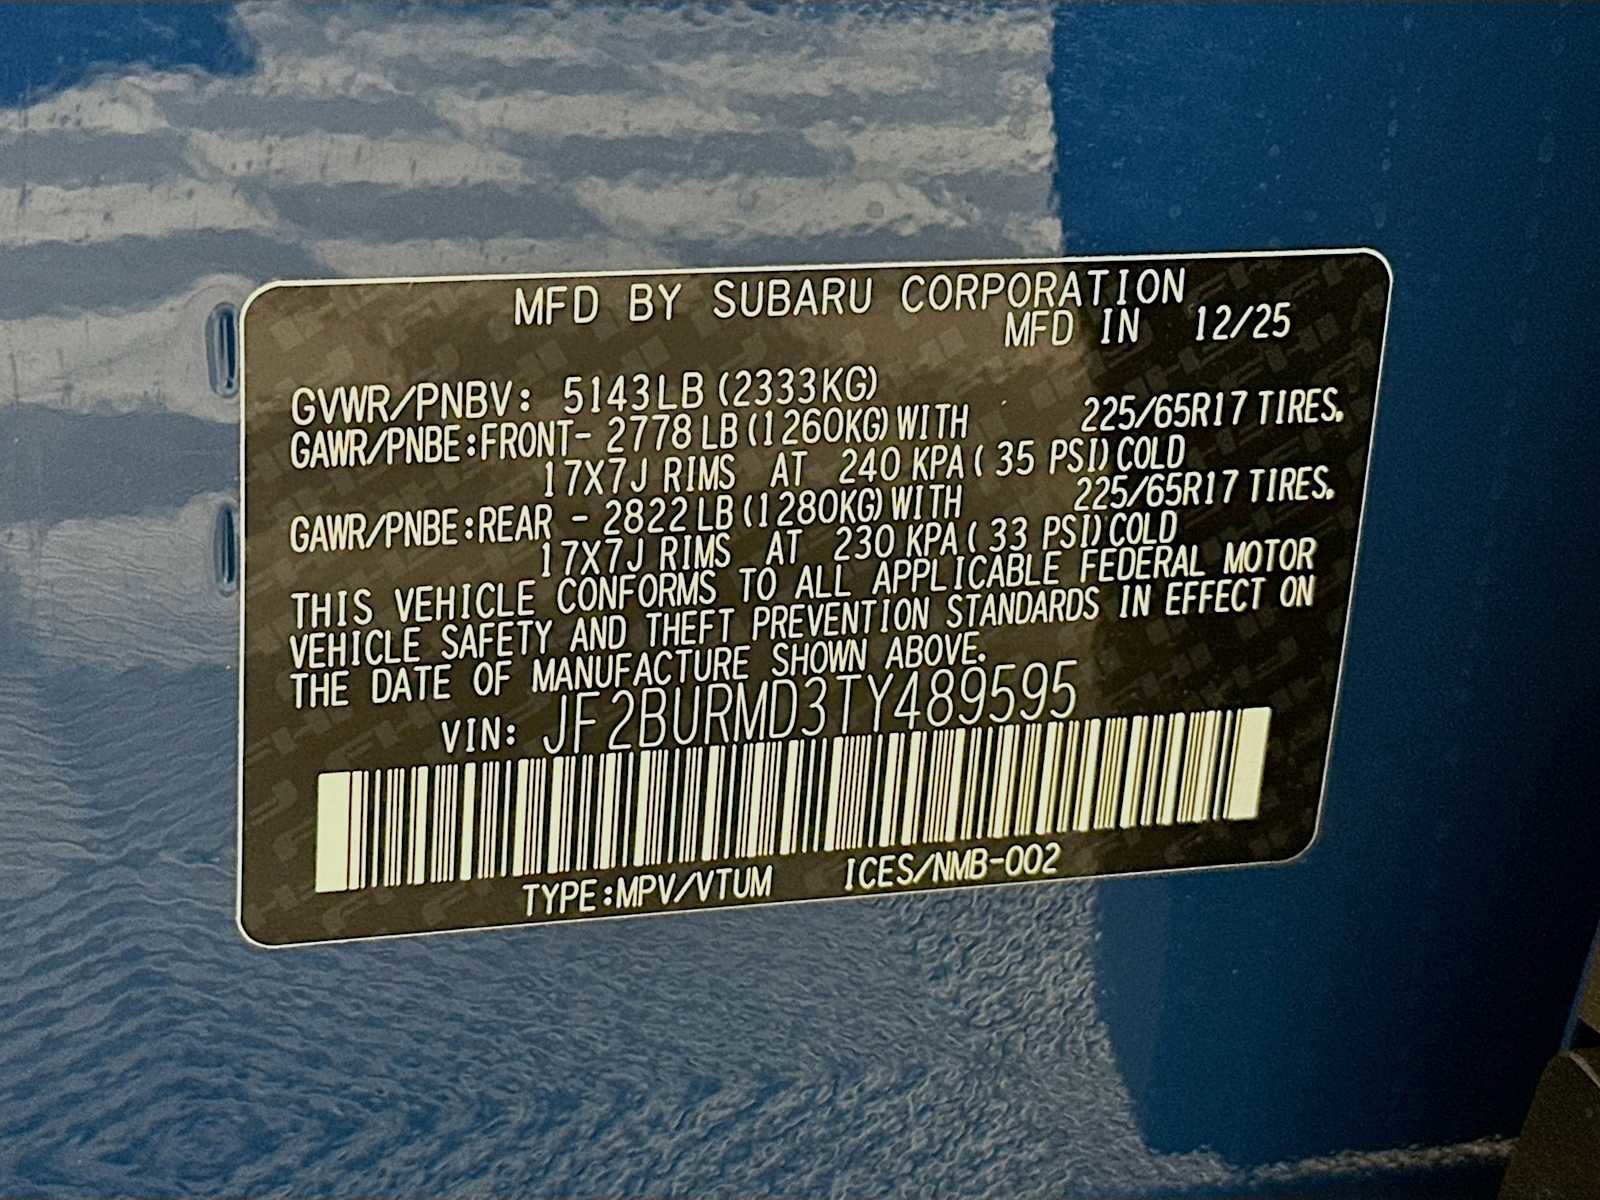 MFD BY SUBARU CORPORATION
MFD IN 12/25
GVWR/PNBV: 5143LB (2333KG)
GAWR/PNBE:FRONT- 2778 LB (1260KG) WITH 225/65R17 TIRES.
17X7J RIMS AT 240 KPA ( 35 PSI) COLD
GAWR/PNBE:REAR - 2822 LB (1280KG) WITH 225/65R17 TIRES.
17X7J RIMS AT 230 KPA ( 33 PSI) COLD
THIS VEHICLE CONFORMS TO ALL APPLICABLE FEDERAL MOTOR
VEHICLE SAFETY AND THEFT PREVENTION STANDARDS IN EFFECT ON
THE DATE OF MANUFACTURE SHOWN ABOVE.
VIN: JF2BURMD3TY489595
TYPE:MPV/VTUM ICES/NMB-002